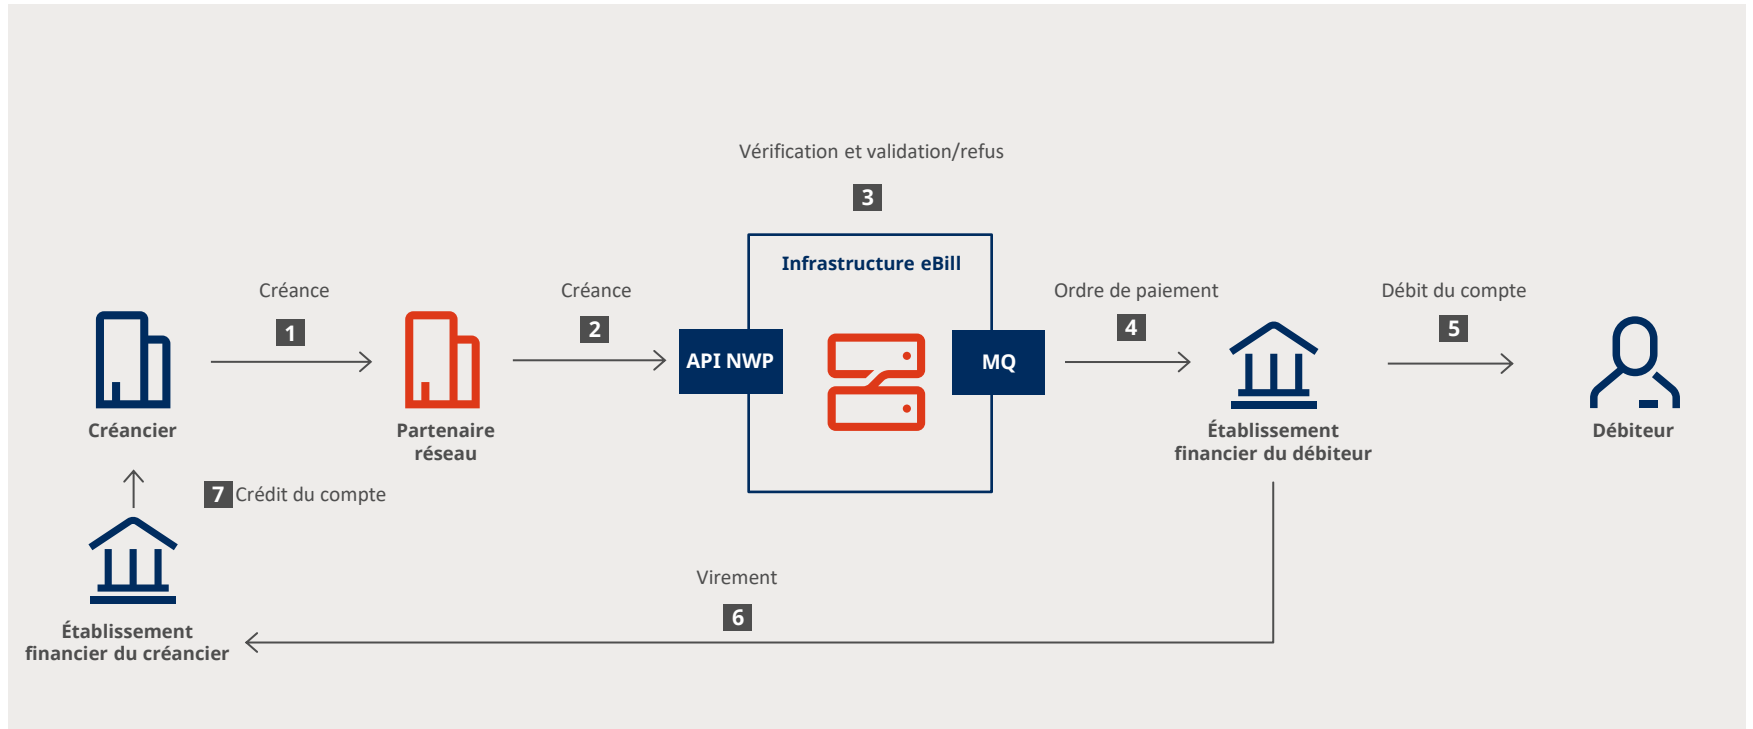 Vérification et validation/refus
3
Infrastructure eBill
Créance
1
Créance
2
Ordre de paiement
4
Débit du compte
5
API NWP
MQ
Créancier
Partenaire
réseau
Établissement
financier du débiteur
Débiteur
7 Crédit du compte
Virement
6
Établissement
financier du créancier